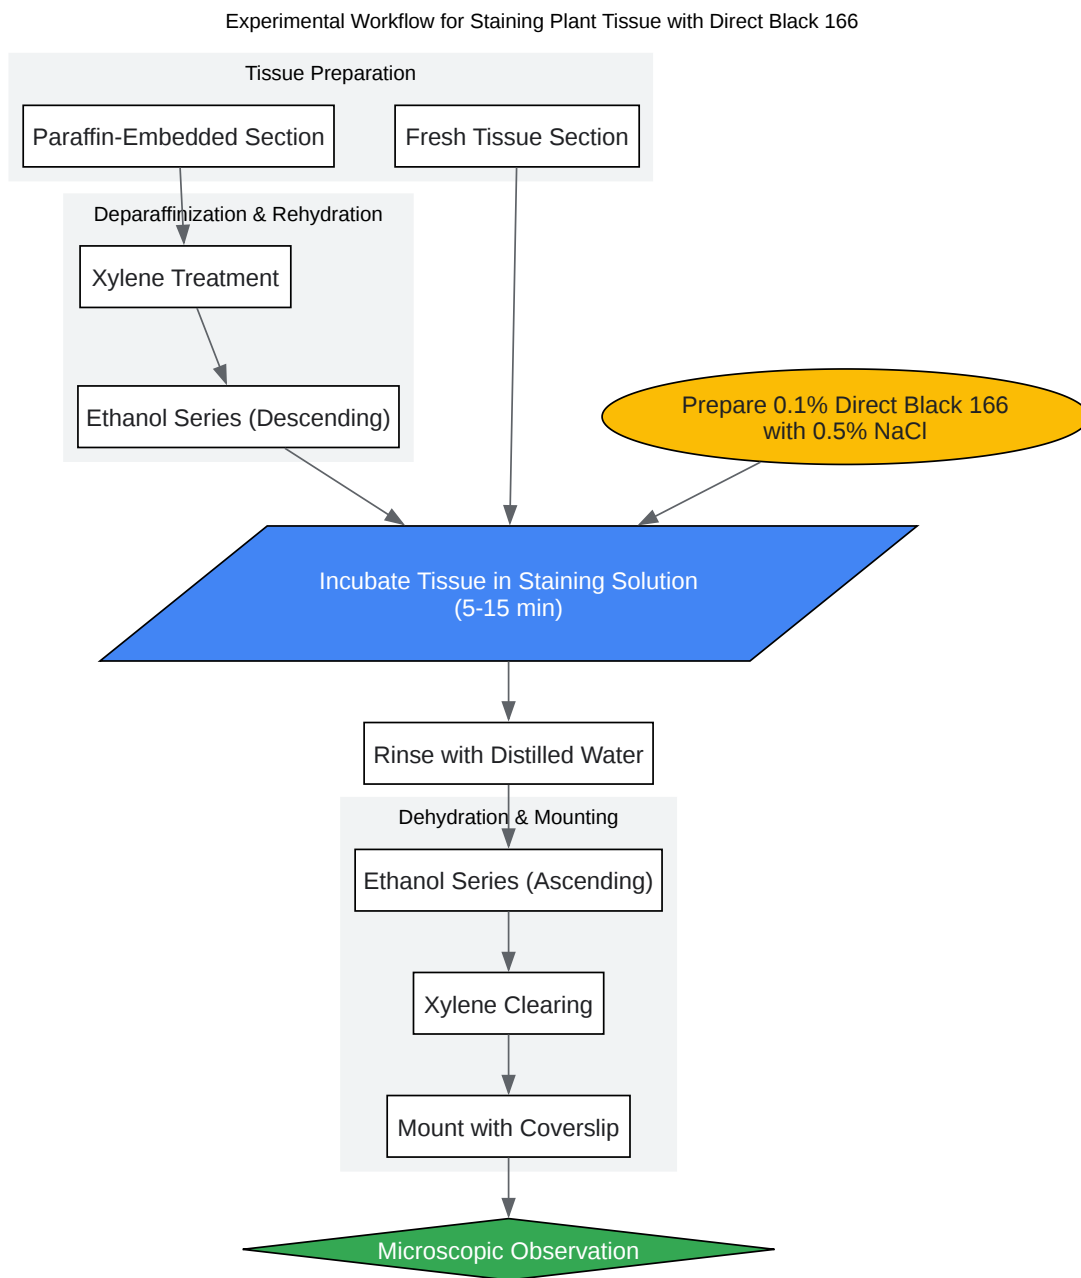 Experimental Workflow for Staining Plant Tissue with Direct Black 166
Tissue Preparation
Paraffin-Embedded Section
Fresh Tissue Section
Deparaffinization & Rehydration
Xylene Treatment
Ethanol Series (Descending)
Prepare 0.1% Direct Black 166
with 0.5% NaCl
Incubate Tissue in Staining Solution
(5-15 min)
Rinse with Distilled Water
Dehydration & Mounting
Ethanol Series (Ascending)
Xylene Clearing
Mount with Coverslip
Microscopic Observation